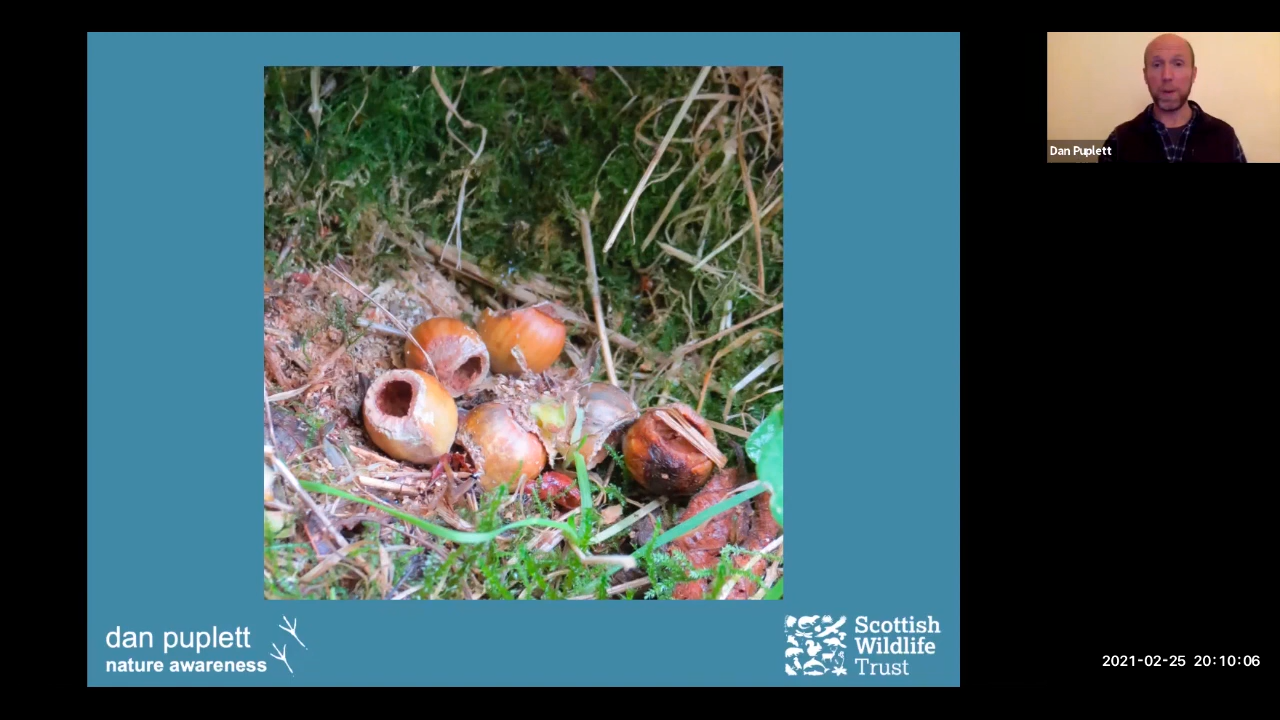 Dan Puplett
dan puplett
nature awareness
Scottish
Wildlife
Trust
2021-02-25 20:10:06